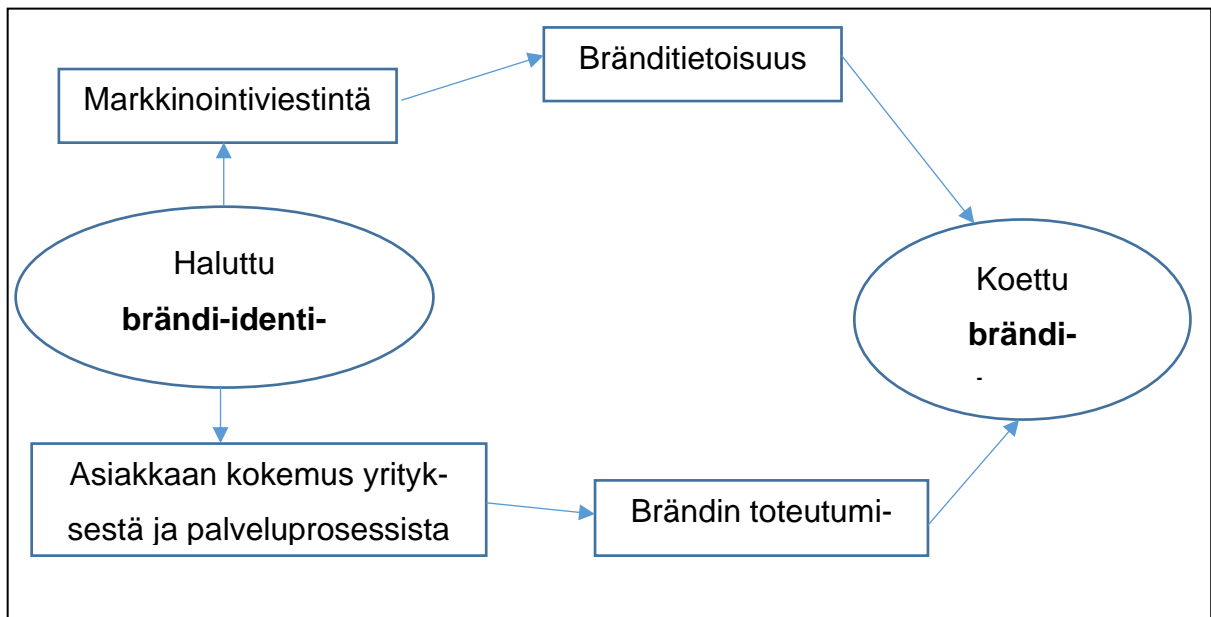 Bränditietoisuus
Markkinointiviestintä
Haluttu
brändi-identi-
Koettu
brändi-
Asiakkaan kokemus yrityk-
sestä ja palveluprosessista
Brändin toteutumi-